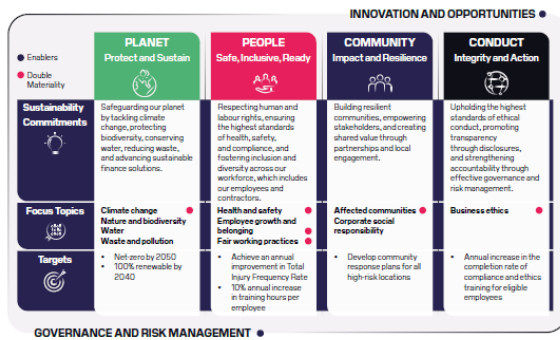 INNOVATION AND OPPORTUNITIES
Enablers
Double
Materiality
PLANET
Protect and Sustain
PEOPLE
Safe, Inclusive, Ready
COMMUNITY
Impact and Resilience
CONDUCT
Integrity and Action
Sustainability
Commitments
Safeguarding our planet
by tackling climate
change, protecting
biodiversity, conserving
water, reducing waste,
and advancing sustainable
finance solutions.
Respecting human and
labour rights, ensuring
the highest standards
of health, safety,
and compliance, and
fostering inclusion and
diversity across our
workforce, which includes
our employees and
contractors.
Building resilient
communities, empowering
stakeholders, and creating
shared value through
partnerships and local
engagement.
Upholding the highest
standards of ethical
conduct, promoting
transparency
through disclosures,
and strengthening
accountability through
effective governance and
risk management.
Focus Topics
Climate change
Nature and biodiversity
Water
Waste and pollution
Health and safety
Employee growth and
belonging
Fair working practices
Affected communities
Corporate social
responsibility
Business ethics
Targets
• Net-zero by 2050
• 100% renewable by
2040
• Achieve an annual
improvement in Total
Injury Frequency Rate
• 10% annual increase
in training hours per
employee
• Develop community
response plans for all
high-risk locations
• Annual increase in the
completion rate of
compliance and ethics
training for eligible
employees
GOVERNANCE AND RISK MANAGEMENT